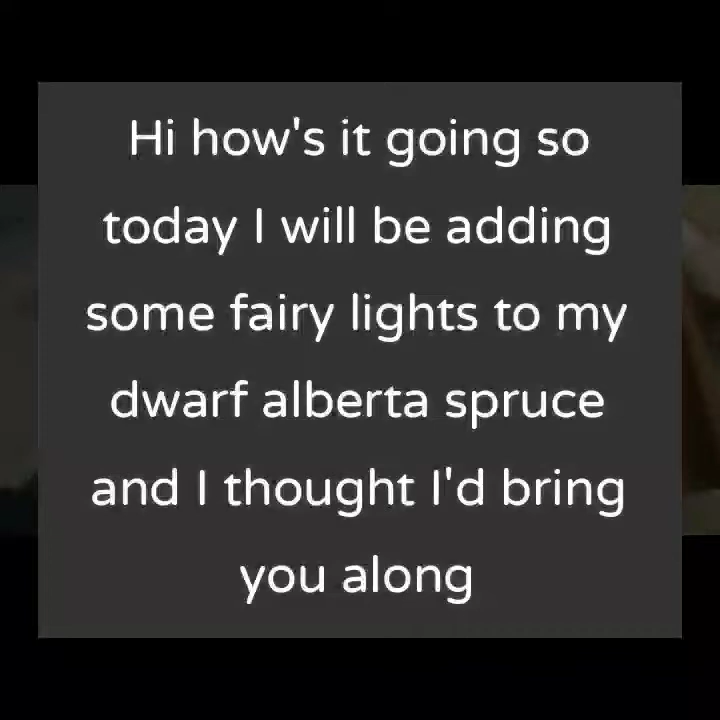 Hi how's it going so
today I will be adding
some fairy lights to my
dwarf alberta spruce
and I thought I'd bring
you along